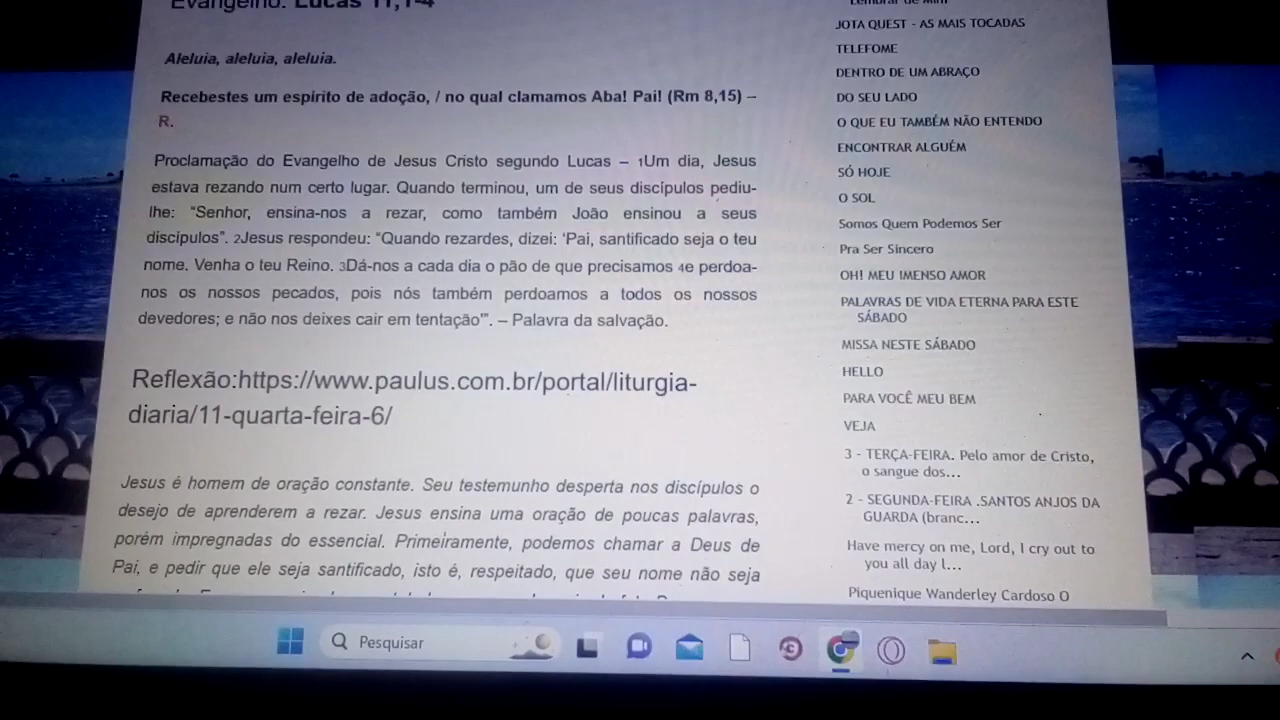 Evangelho: Lucas 11,1-4
Aleluia, aleluia, aleluia.
Recebestes um espírito de adoção, / no qual clamamos Aba! Pai! (Rm 8,15) –
R.
Proclamação do Evangelho de Jesus Cristo segundo Lucas – 1Um dia, Jesus
estava rezando num certo lugar. Quando terminou, um de seus discípulos pediu-
lhe: “Senhor, ensina-nos a rezar, como também João ensinou a seus
discípulos”. 2Jesus respondeu: “Quando rezardes, dizei: ‘Pai, santificado seja o teu
nome. Venha o teu Reino. 3Dá-nos a cada dia o pão de que precisamos 4e perdoa-
nos os nossos pecados, pois nós também perdoamos a todos os nossos
devedores; e não nos deixes cair em tentação’”. – Palavra da salvação.
Reflexão:https://www.paulus.com.br/portal/liturgia-
diaria/11-quarta-feira-6/
Jesus é homem de oração constante. Seu testemunho desperta nos discípulos o
desejo de aprenderem a rezar. Jesus ensina uma oração de poucas palavras,
porém impregnadas do essencial. Primeiramente, podemos chamar a Deus de
Pai, e pedir que ele seja santificado, isto é, respeitado, que seu nome não seja
Lembrar de Mim
JOTA QUEST - AS MAIS TOCADAS
TELEFOME
DENTRO DE UM ABRAÇO
DO SEU LADO
O QUE EU TAMBÉM NÃO ENTENDO
ENCONTRAR ALGUÉM
SÓ HOJE
O SOL
Somos Quem Podemos Ser
Pra Ser Sincero
OH! MEU IMENSO AMOR
PALAVRAS DE VIDA ETERNA PARA ESTE
SÁBADO
MISSA NESTE SÁBADO
HELLO
PARA VOCÊ MEU BEM
VEJA
3 - TERÇA-FEIRA. Pelo amor de Cristo,
o sangue dos...
2 - SEGUNDA-FEIRA .SANTOS ANJOS DA
GUARDA (branc...
Have mercy on me, Lord, I cry out to
you all day l...
Piquenique Wanderley Cardoso O
Pesquisar